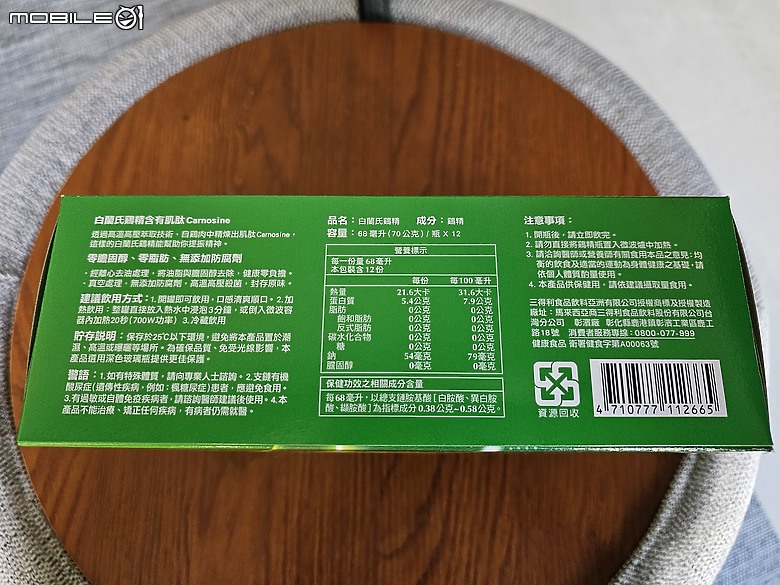 MOBILE01
白蘭氏鷄精含有肌肽Carnosine
透過高溫高壓萃取技術，自鷄肉中精煉出肌肽Carnosine，
這樣的白蘭氏鷄精能幫助你提振精神。
零膽固醇、零脂肪、無添加防腐劑
・經離心去油處理，將油脂與膽固醇去除，健康零負擔。
・真空處理，無添加防腐劑，高溫高壓殺菌，封存原味。
建議飲用方式：1.開罐即可飲用，口感清爽順口。2.加
熱飲用：整罐直接放入熱水中浸泡3分鐘，或倒入微波容
器內加熱20秒(700W功率) 3.冷藏飲用
貯存說明：保存於25℃以下環境，避免將本產品置於潮
濕、高溫或曝曬等場所。為確保品質、免受光線影響，本
產品選用深色玻璃瓶提供更佳保護。
警語：1.如有特殊體質，請向專業人士諮詢。2.支鏈有機
酸尿症(遺傳性疾病，例如：楓糖尿症)患者，應避免食用。
3.有過敏或自體免疫疾病者，請諮詢醫師建議後使用。4.本
產品不能治療、矯正任何疾病，有病者仍需就醫。
品名：白蘭氏鷄精 成分：鷄精
容量：68毫升(70公克)/瓶 X 12
營養標示
每一份量68毫升
本包裝含12份
每份 每100毫升
熱量 21.6大卡 31.6大卡
蛋白質 5.4公克 7.9公克
脂肪 0公克 0公克
飽和脂肪 0公克 0公克
反式脂肪 0公克 0公克
碳水化合物 0公克 0公克
糖 0公克 0公克
鈉 54毫克 79毫克
膽固醇 0毫克 0毫克
保健功效之相關成分含量
每68毫升，以總支鏈胺基酸［白胺酸、異白胺
酸、纈胺酸］為指標成分0.38公克~0.58公克。
注意事項：
1. 開瓶後，請立即飲完。
2. 請勿直接將鷄精瓶置入微波爐中加熱。
3. 請洽詢醫師或營養師有關食用本品之意見；均
衡的飲食及適當的運動為身體健康之基礎，請
依個人體質酌量使用。
4. 本產品供保健用，請依建議攝取量食用。
三得利食品飲料亞洲有限公司授權商標及授權製造
廠址：馬來西亞商三得利食品飲料股份有限公司台
灣分公司 彰濱廠 彰化縣鹿港鎮彰濱工業區鹿工
路18號 消費者服務專線：0800-077-999
健康食品 衛署健食字第A00063號
資源回收
4 710777 112665